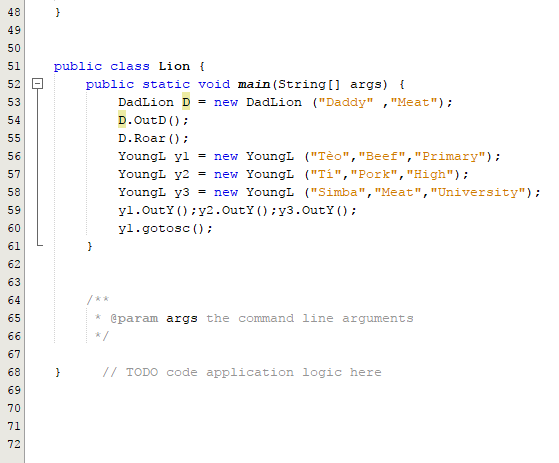 48 }
49
50
51 public class Lion {
52 public static void main(String[] args) {
53 DadLion D = new DadLion ("Daddy" ,"Meat");
54 D.OutD();
55 D.Roar();
56 YoungL y1 = new YoungL ("Tèo","Beef","Primary");
57 YoungL y2 = new YoungL ("Tí","Pork","High");
58 YoungL y3 = new YoungL ("Simba","Meat","University");
59 y1.OutY();y2.OutY();y3.OutY();
60 y1.gotosc();
61 }
62
63
64 /**
65 * @param args the command line arguments
66 */
67
68 } // TODO code application logic here
69
70
71
72